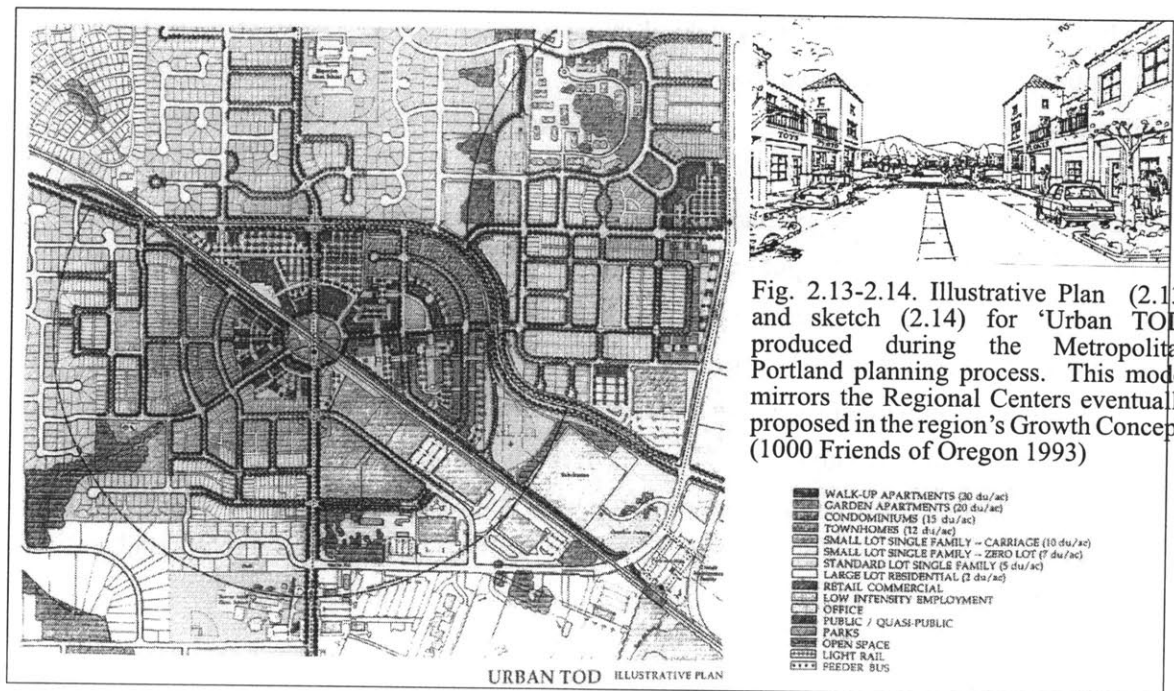 URBAN TOD ILLUSTRATIVE PLAN
TOYS
Fig. 2.13-2.14. Illustrative Plan (2.1
and sketch (2.14) for ‘Urban TO
produced during the Metropolita
Portland planning process. This mod
mirrors the Regional Centers eventual
proposed in the region’s Growth Concep
(1000 Friends of Oregon 1993)
WALK-UP APARTMENTS (30 du/ac)
GARDEN APARTMENTS (20 du/ac)
CONDOMINIUMS (15 du/ac)
TOWNHOMES (12 du/ac)
SMALL LOT SINGLE FAMILY – CARRIAGE (10 du/ac)
SMALL LOT SINGLE FAMILY – ZERO LOT (7 du/ac)
STANDARD LOT SINGLE FAMILY (5 du/ac)
LARGE LOT RESIDENTIAL (2 du/ac)
RETAIL COMMERCIAL
LOW INTENSITY EMPLOYMENT
OFFICE
PUBLIC / QUASI-PUBLIC
PARKS
OPEN SPACE
LIGHT RAIL
FEEDER BUS